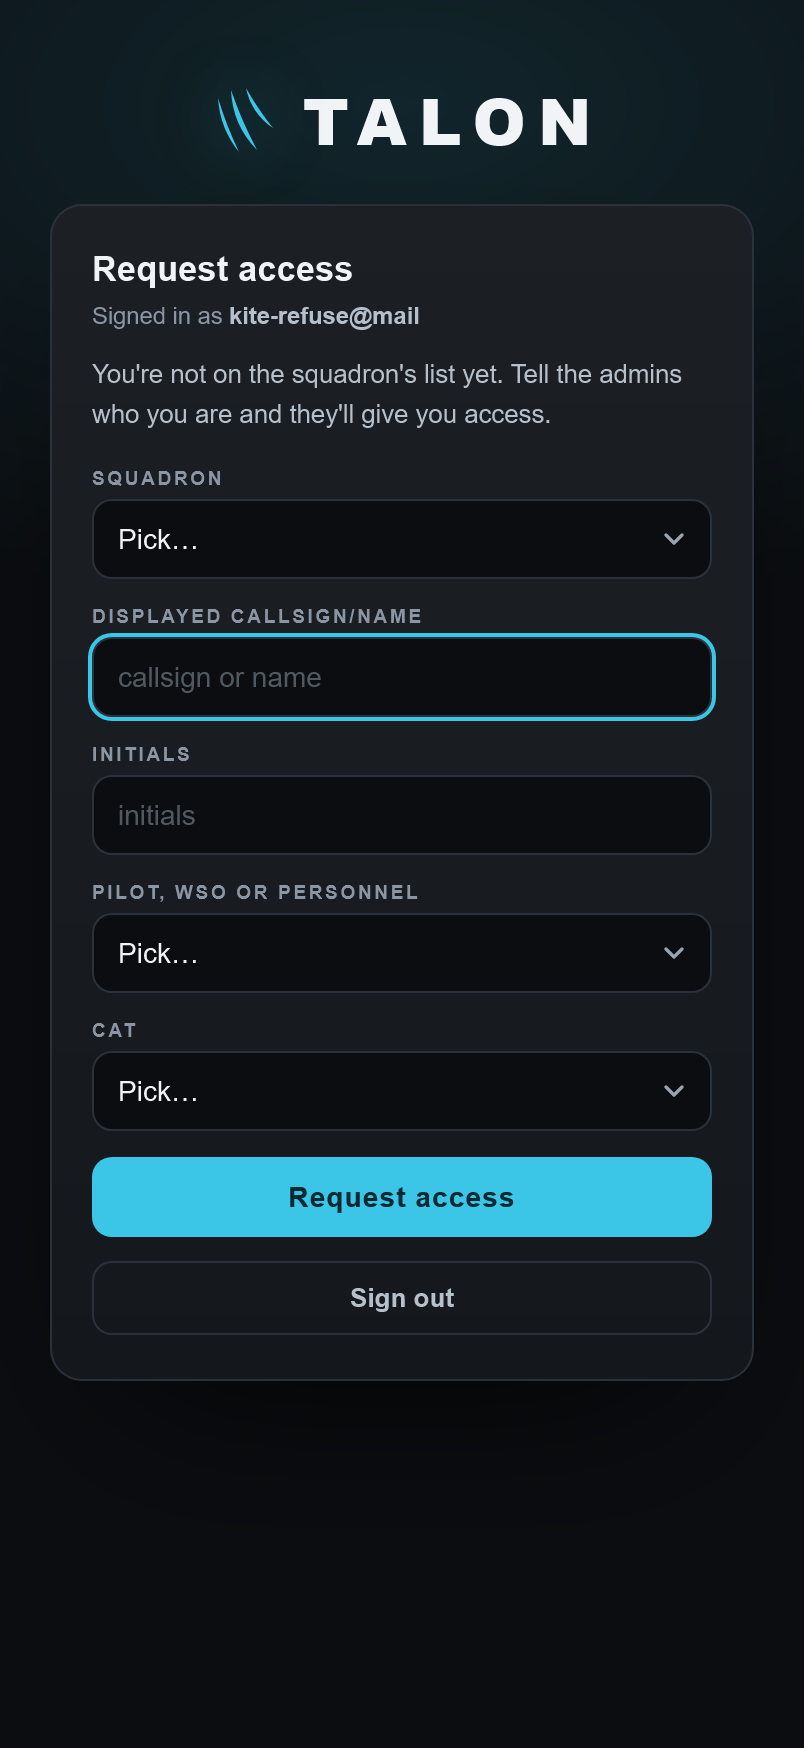 TALON
Request access
Signed in as kite-refuse@mail
You're not on the squadron's list yet. Tell the admins
who you are and they'll give you access.
SQUADRON
Pick…
DISPLAYED CALLSIGN/NAME
callsign or name
INITIALS
initials
PILOT, WSO OR PERSONNEL
Pick…
CAT
Pick…
Request access
Sign out